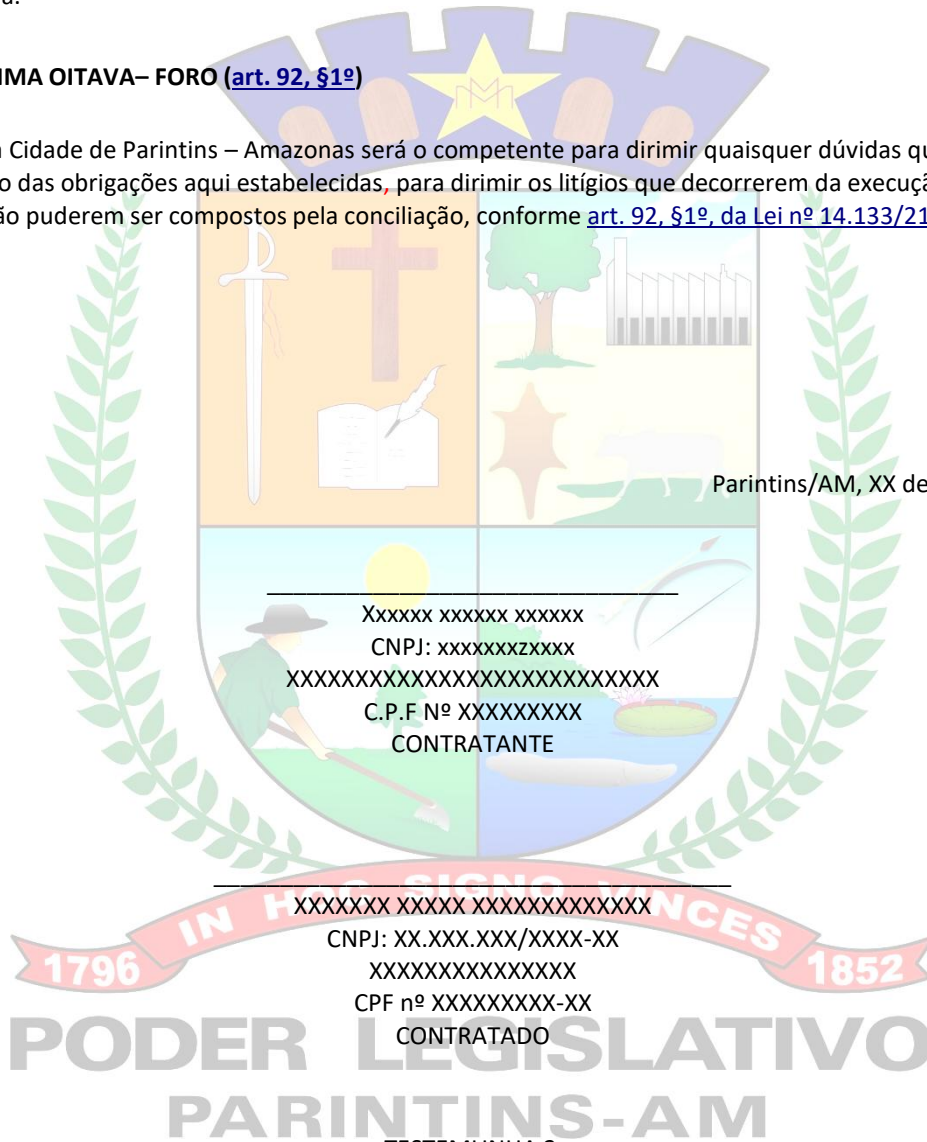 a.
IMA OITAVA– FORO (art. 92, §1º)
a Cidade de Parintins – Amazonas será o competente para dirimir quaisquer dúvidas qu
o das obrigações aqui estabelecidas, para dirimir os litígios que decorrerem da execuçã
ão puderem ser compostos pela conciliação, conforme art. 92, §1º, da Lei nº 14.133/21
Parintins/AM, XX de
_______________________________
Xxxxxx xxxxxx xxxxxx
CNPJ: xxxxxxxzxxxx
XXXXXXXXXXXXXXXXXXXXXXXXXXX
C.P.F Nº XXXXXXXXX
CONTRATANTE
_______________________________________
XXXXXXX XXXXX XXXXXXXXXXXXX
CNPJ: XX.XXX.XXX/XXXX-XX
XXXXXXXXXXXXXXX
CPF nº XXXXXXXXX-XX
CONTRATADO
IN HOC SIGNO VINCES
1796 1852
PODER LEGISLATIVO
PARINTINS-AM